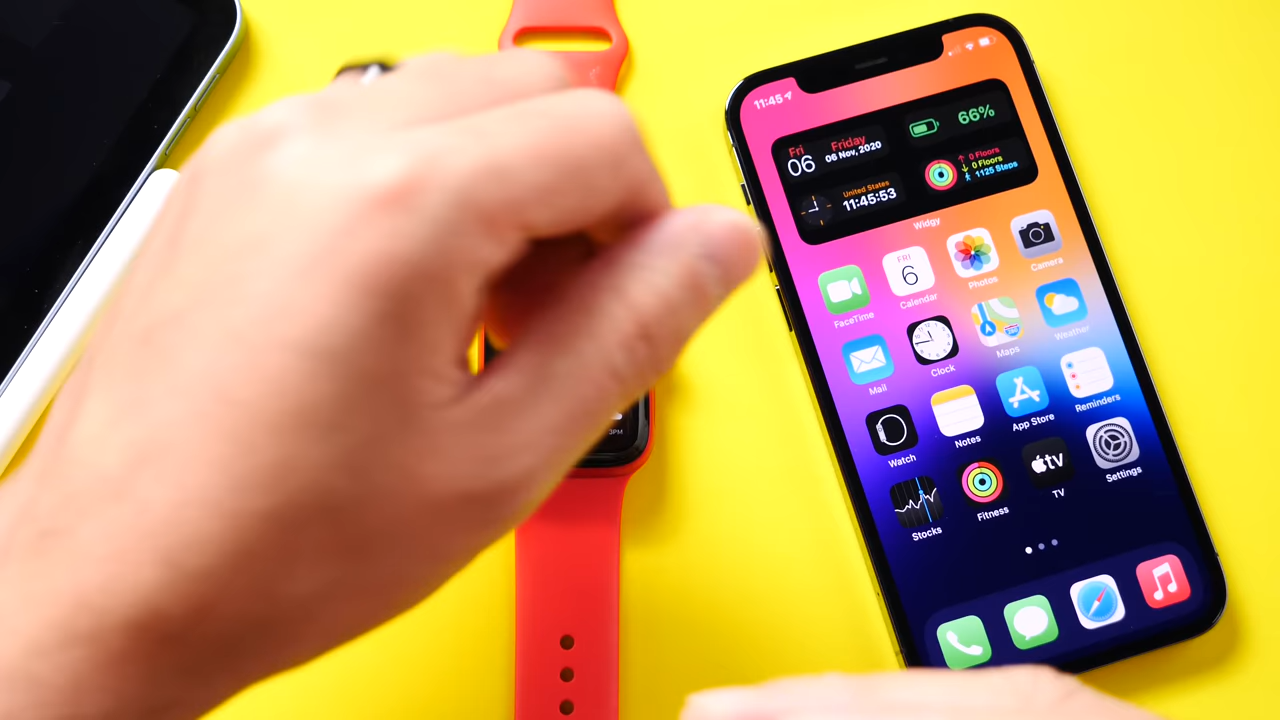 11:45
Fri
06
Friday
06 Nov, 2020
66%
United States
11:45:53
0 Floors
0 Floors
1125 Steps
Widgy
FaceTime
FRI
6
Calendar
Photos
Camera
Mail
Clock
Maps
Weather
Watch
Notes
App Store
Reminders
Stocks
Fitness
tv
TV
Settings
3PM